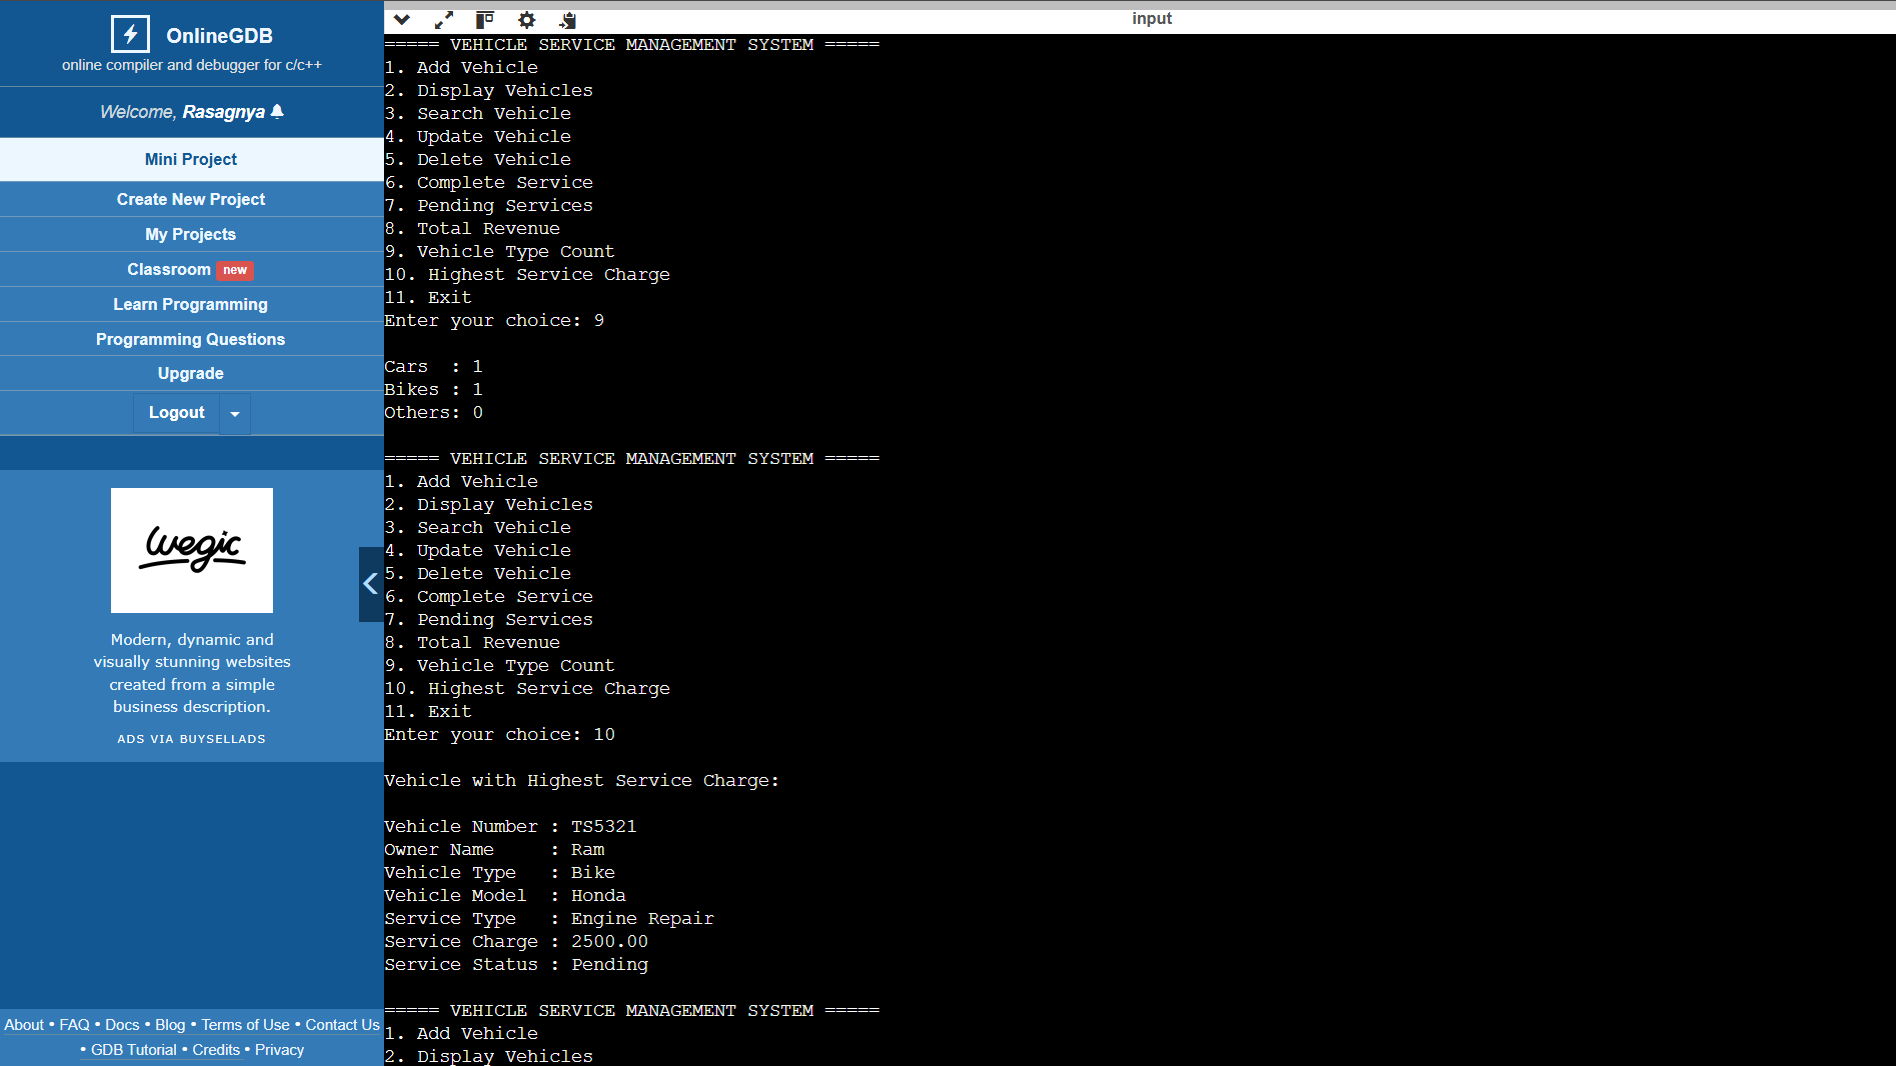 OnlineGDB
online compiler and debugger for c/c++
Welcome, Rasagnya
Mini Project
Create New Project
My Projects
Classroom new
Learn Programming
Programming Questions
Upgrade
Logout
wegic
Modern, dynamic and
visually stunning websites
created from a simple
business description.
ADS VIA BUYSELLADS
About • FAQ • Docs • Blog • Terms of Use • Contact Us
• GDB Tutorial • Credits • Privacy
input
===== VEHICLE SERVICE MANAGEMENT SYSTEM =====
1. Add Vehicle
2. Display Vehicles
3. Search Vehicle
4. Update Vehicle
5. Delete Vehicle
6. Complete Service
7. Pending Services
8. Total Revenue
9. Vehicle Type Count
10. Highest Service Charge
11. Exit
Enter your choice: 9
Cars  : 1
Bikes : 1
Others: 0
===== VEHICLE SERVICE MANAGEMENT SYSTEM =====
1. Add Vehicle
2. Display Vehicles
3. Search Vehicle
4. Update Vehicle
5. Delete Vehicle
6. Complete Service
7. Pending Services
8. Total Revenue
9. Vehicle Type Count
10. Highest Service Charge
11. Exit
Enter your choice: 10
Vehicle with Highest Service Charge:
Vehicle Number : TS5321
Owner Name     : Ram
Vehicle Type   : Bike
Vehicle Model  : Honda
Service Type   : Engine Repair
Service Charge : 2500.00
Service Status : Pending
===== VEHICLE SERVICE MANAGEMENT SYSTEM =====
1. Add Vehicle
2. Display Vehicles